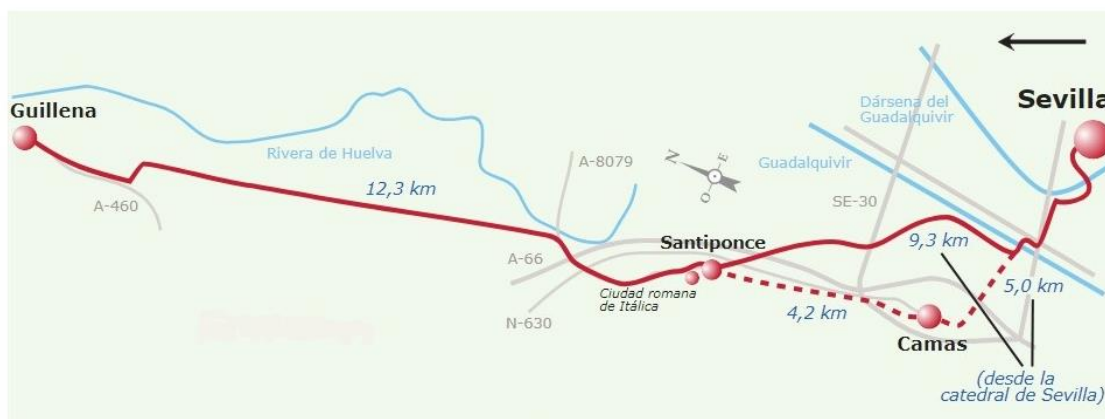 Sevilla
Dársena del
Guadalquivir
Guillena
Rivera de Huelva
Guadalquivir
A-8079
N
E
O
12,3 km
A-460
SE-30
Santiponce
9,3 km
A-66
5,0 km
Ciudad romana
de Itálica
4,2 km
N-630
Camas
(desde la
catedral de Sevilla)